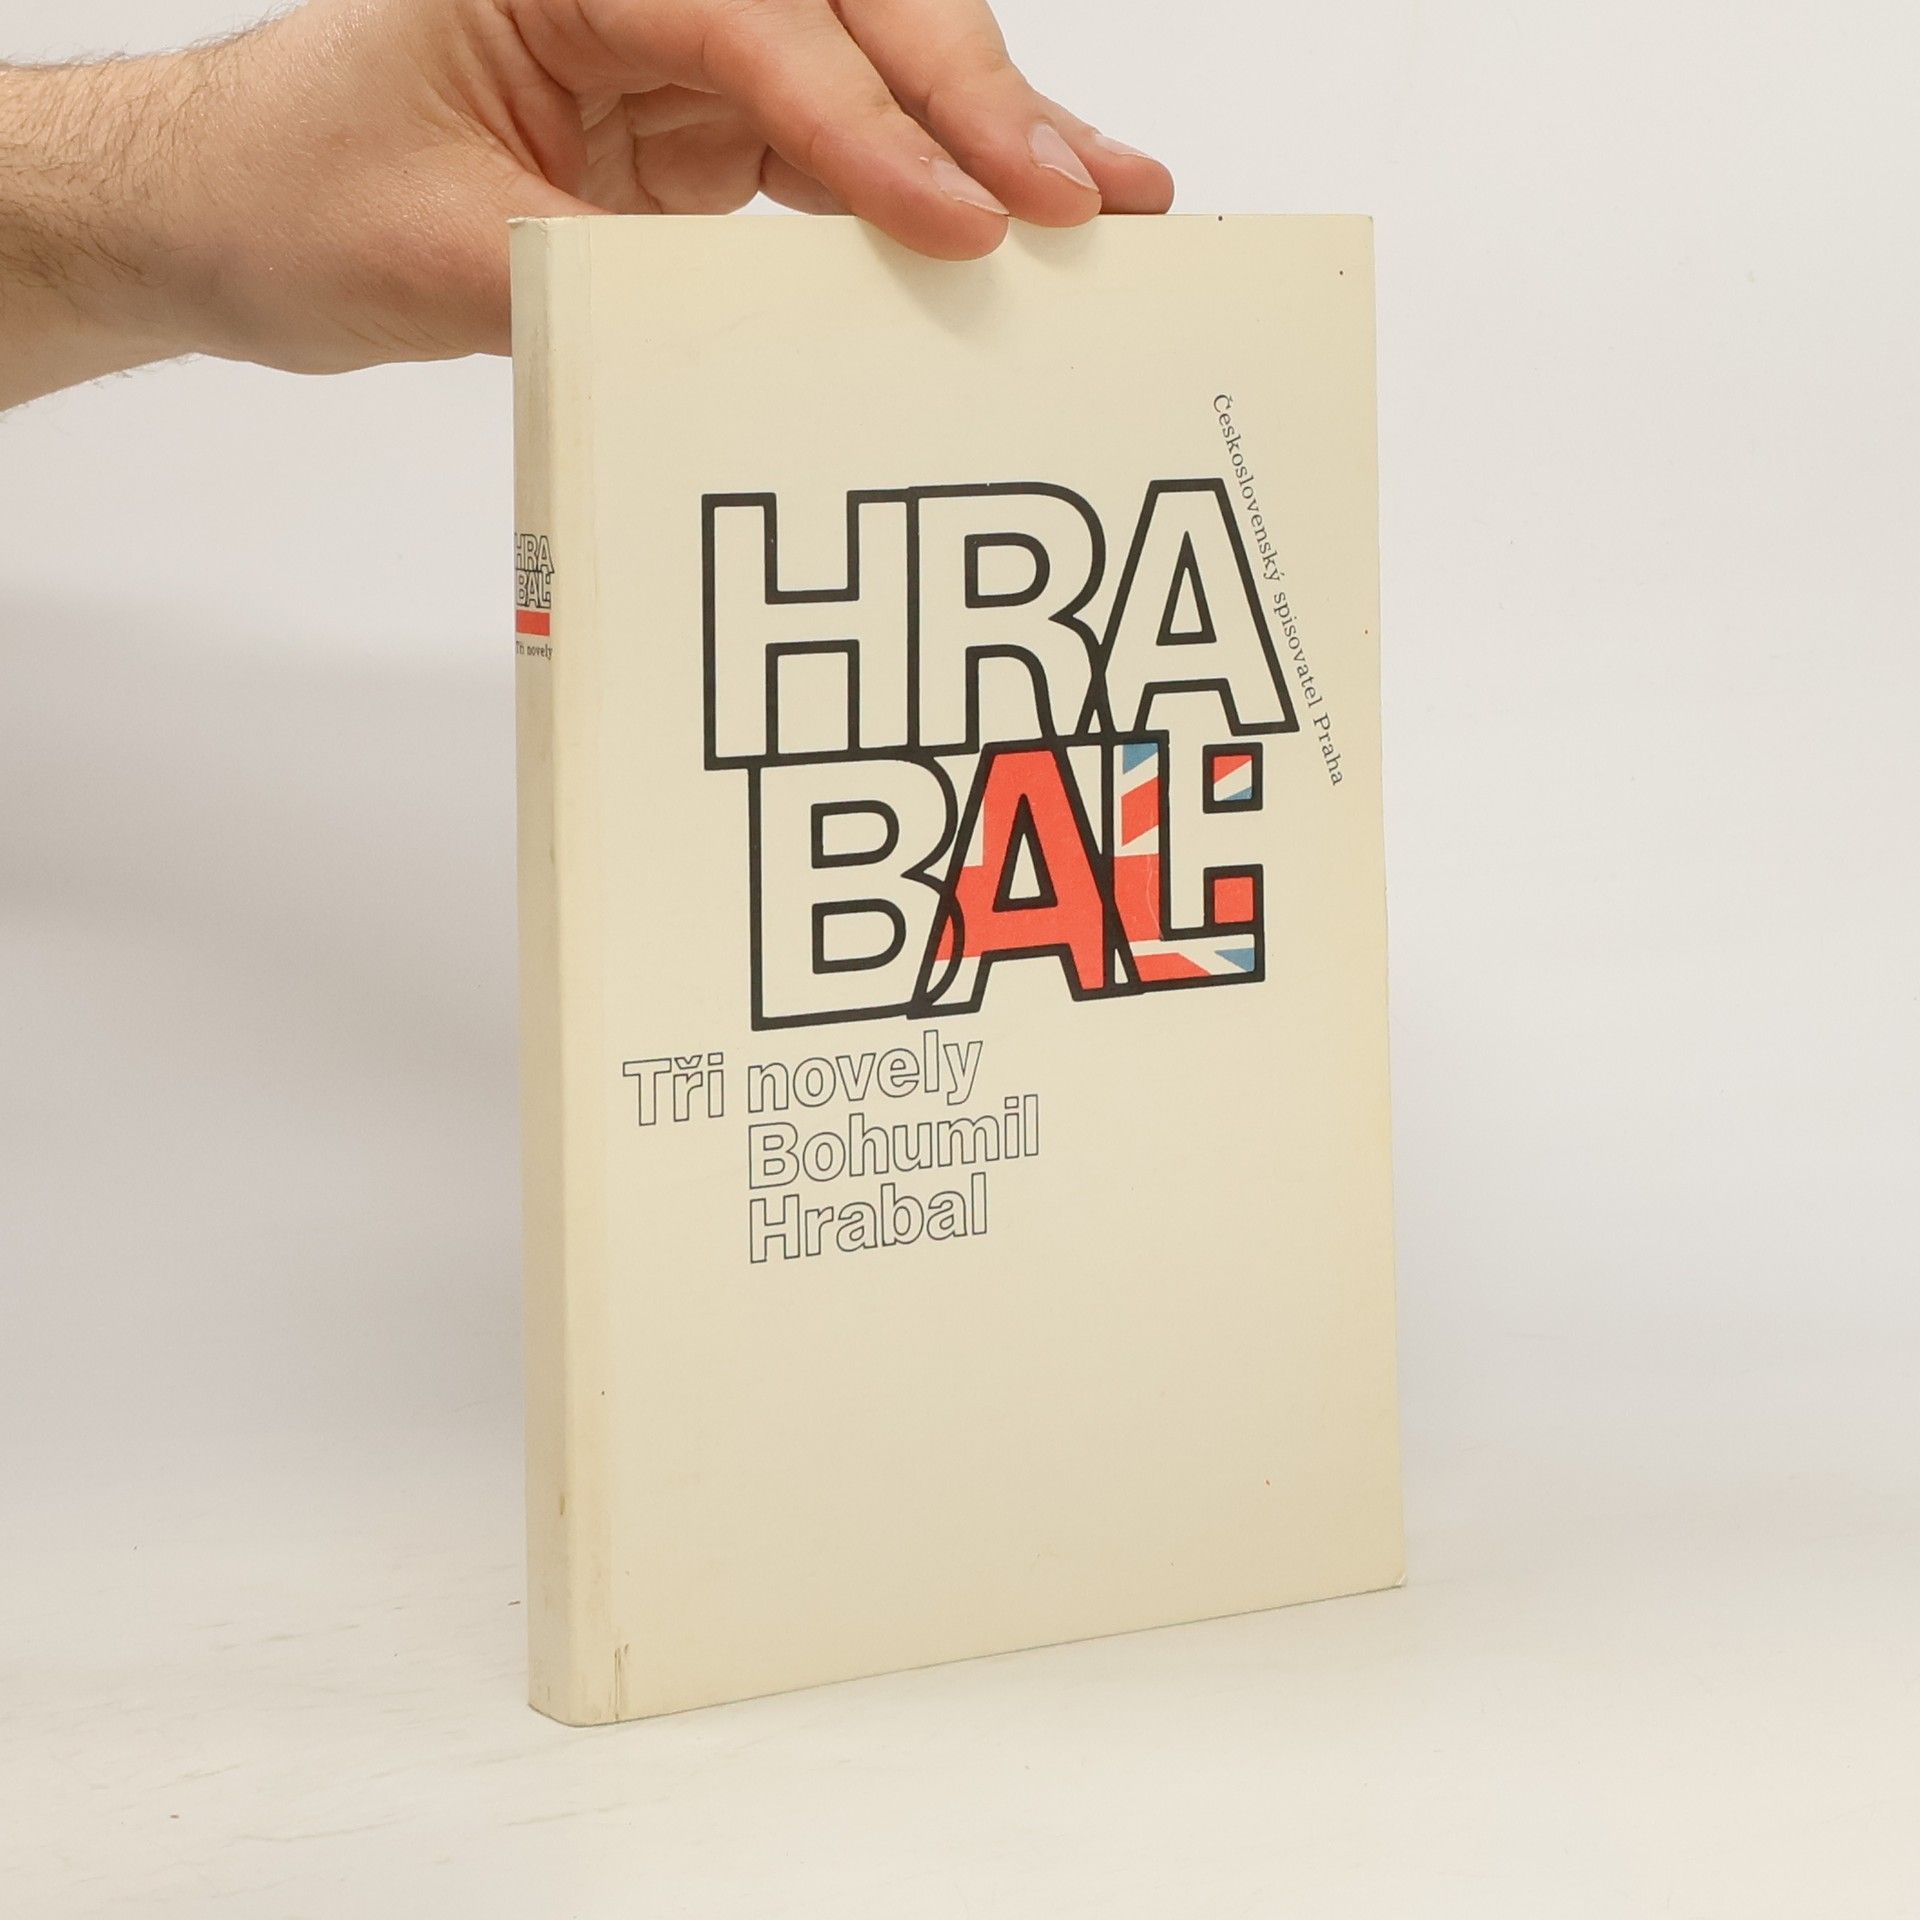 HRA
BAL:
Tři novely
Československý spisovatel Praha
HRA
BAL:
Tři novely
Bohumil
Hrabal